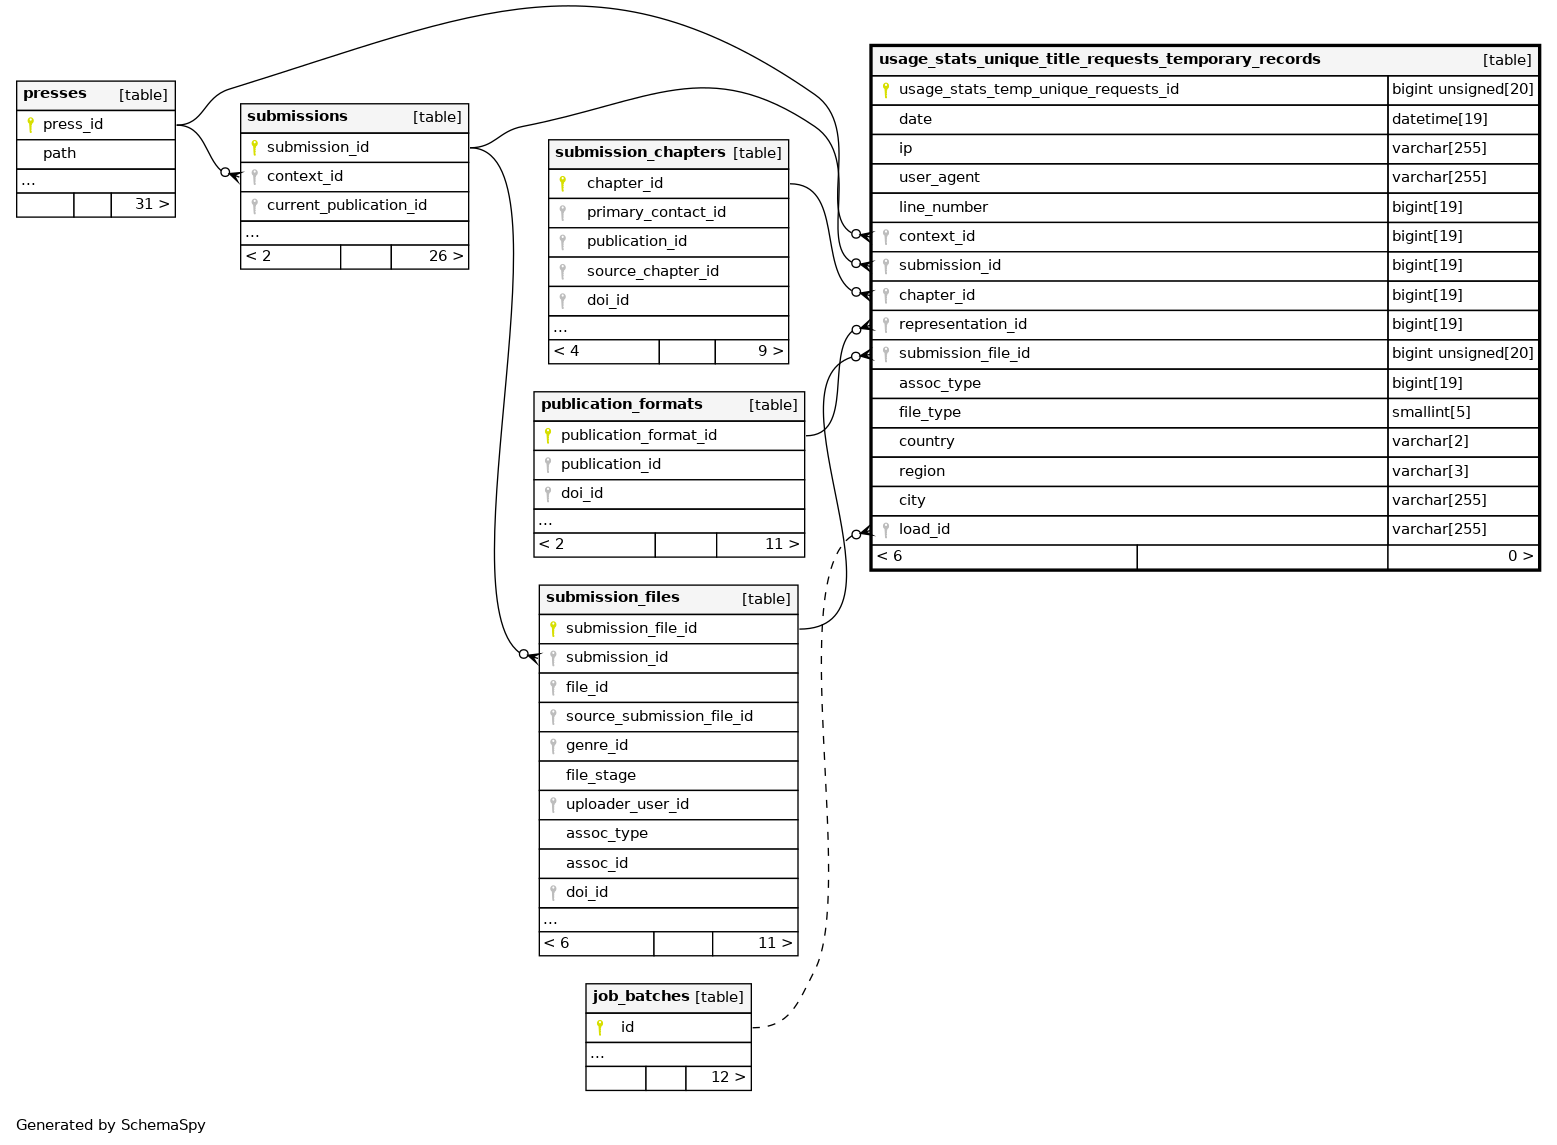 presses [table]
press_id
path
...
31 >
submissions [table]
submission_id
context_id
current_publication_id
...
< 2 26 >
submission_chapters [table]
chapter_id
primary_contact_id
publication_id
source_chapter_id
doi_id
...
< 4 9 >
publication_formats [table]
publication_format_id
publication_id
doi_id
...
< 2 11 >
submission_files [table]
submission_file_id
submission_id
file_id
source_submission_file_id
genre_id
file_stage
uploader_user_id
assoc_type
assoc_id
doi_id
...
< 6 11 >
job_batches [table]
id
...
12 >
usage_stats_unique_title_requests_temporary_records [table]
usage_stats_temp_unique_requests_id bigint unsigned[20]
date datetime[19]
ip varchar[255]
user_agent varchar[255]
line_number bigint[19]
context_id bigint[19]
submission_id bigint[19]
chapter_id bigint[19]
representation_id bigint[19]
submission_file_id bigint unsigned[20]
assoc_type bigint[19]
file_type smallint[5]
country varchar[2]
region varchar[3]
city varchar[255]
load_id varchar[255]
< 6 0 >
Generated by SchemaSpy